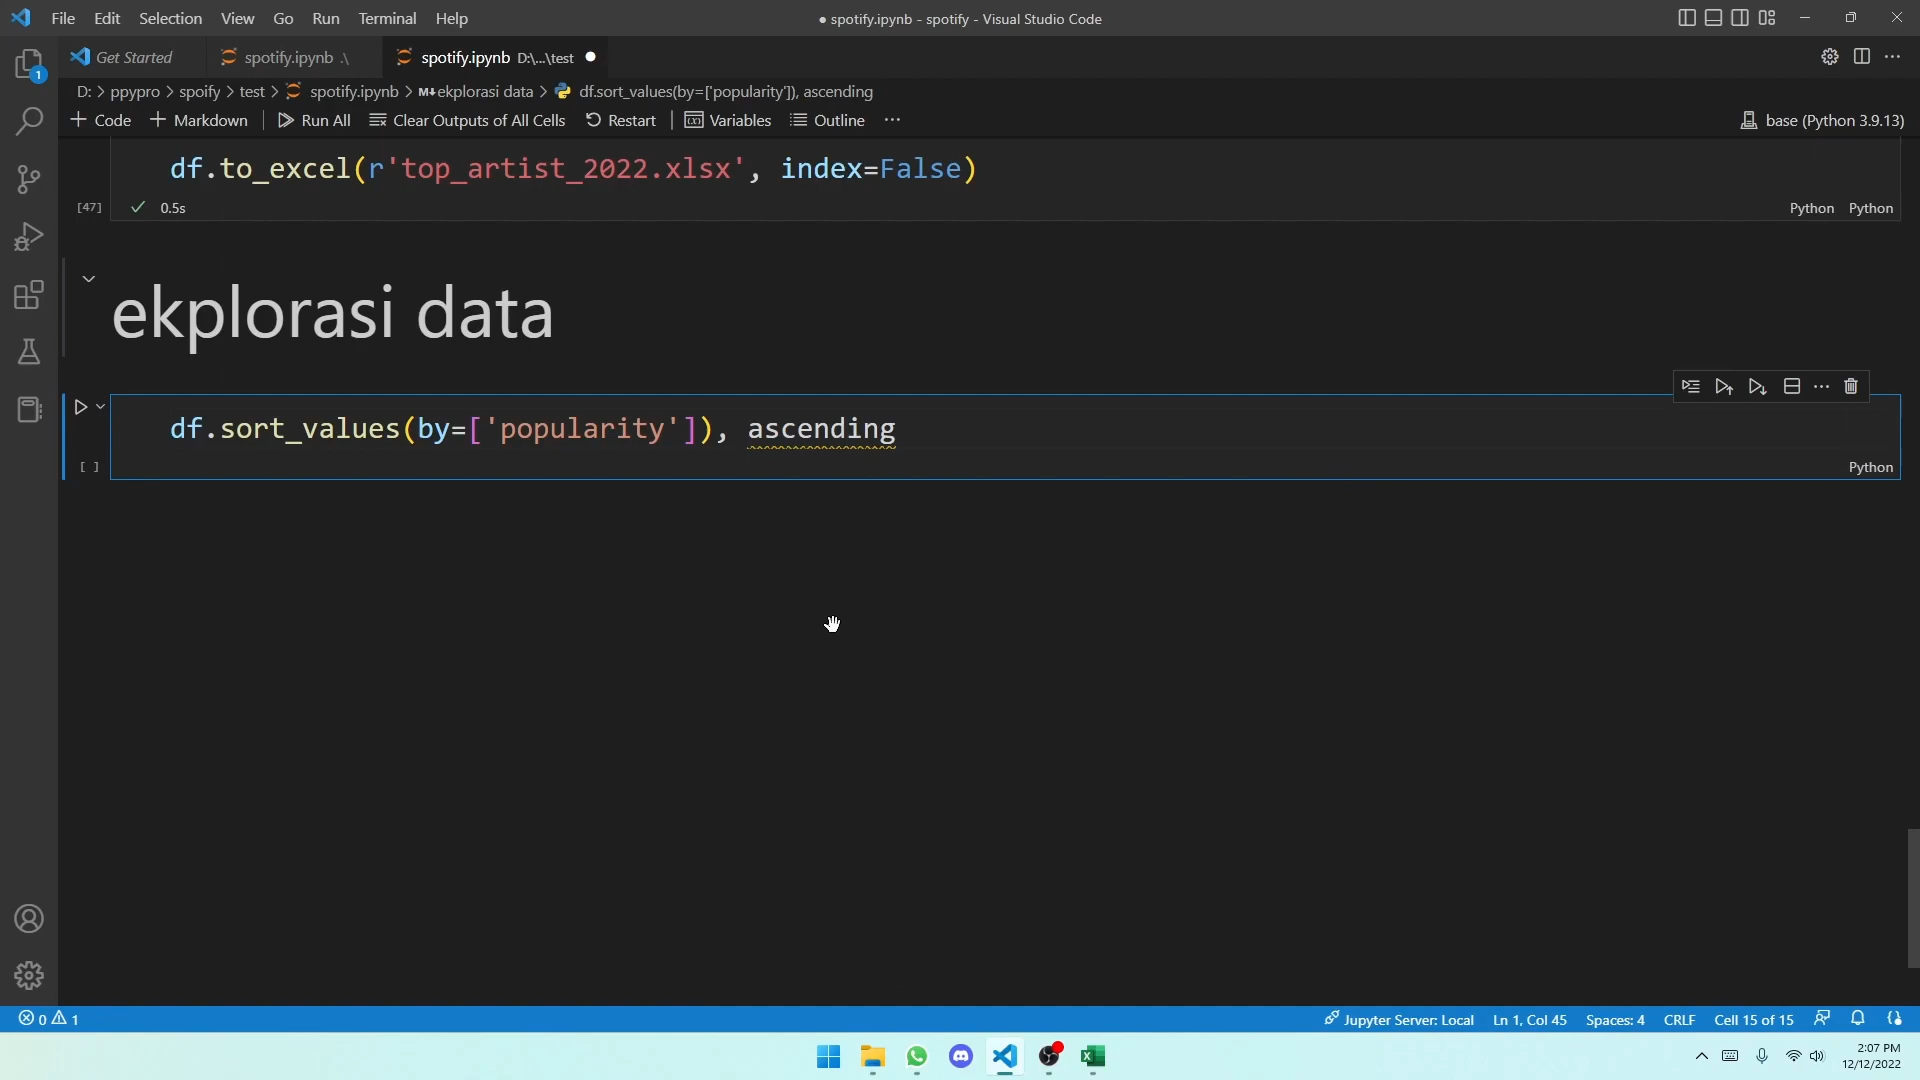 File Edit Selection View Go Run Terminal Help
● spotify.ipynb - spotify - Visual Studio Code
Get Started
spotify.ipynb .\
spotify.ipynb D:\...\test ●
D: > ppypro > spoify > test > spotify.ipynb > M↓ekplorasi data > df.sort_values(by=['popularity']), ascending
+ Code + Markdown Run All Clear Outputs of All Cells Restart Variables Outline ...
base (Python 3.9.13)
df.to_excel(r'top_artist_2022.xlsx', index=False)
[47] ✓ 0.5s
Python Python
ekplorasi data
df.sort_values(by=['popularity']), ascending
[ ]
Python
1
0 1
Jupyter Server: Local Ln 1, Col 45 Spaces: 4 CRLF Cell 15 of 15
2:07 PM
12/12/2022